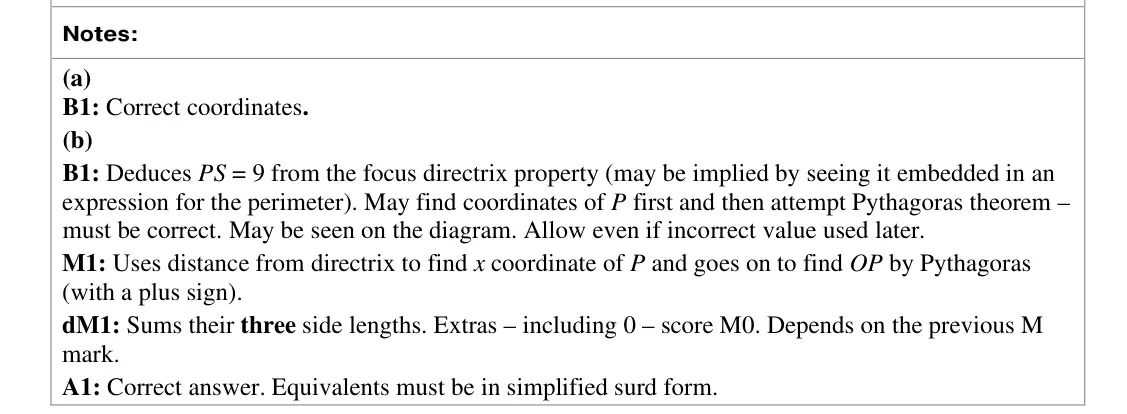 Notes:
(a)
B1: Correct coordinates.
(b)
B1: Deduces PS = 9 from the focus directrix property (may be implied by seeing it embedded in an
expression for the perimeter). May find coordinates of P first and then attempt Pythagoras theorem –
must be correct. May be seen on the diagram. Allow even if incorrect value used later.
M1: Uses distance from directrix to find x coordinate of P and goes on to find OP by Pythagoras
(with a plus sign).
dM1: Sums their three side lengths. Extras – including 0 – score M0. Depends on the previous M
mark.
A1: Correct answer. Equivalents must be in simplified surd form.